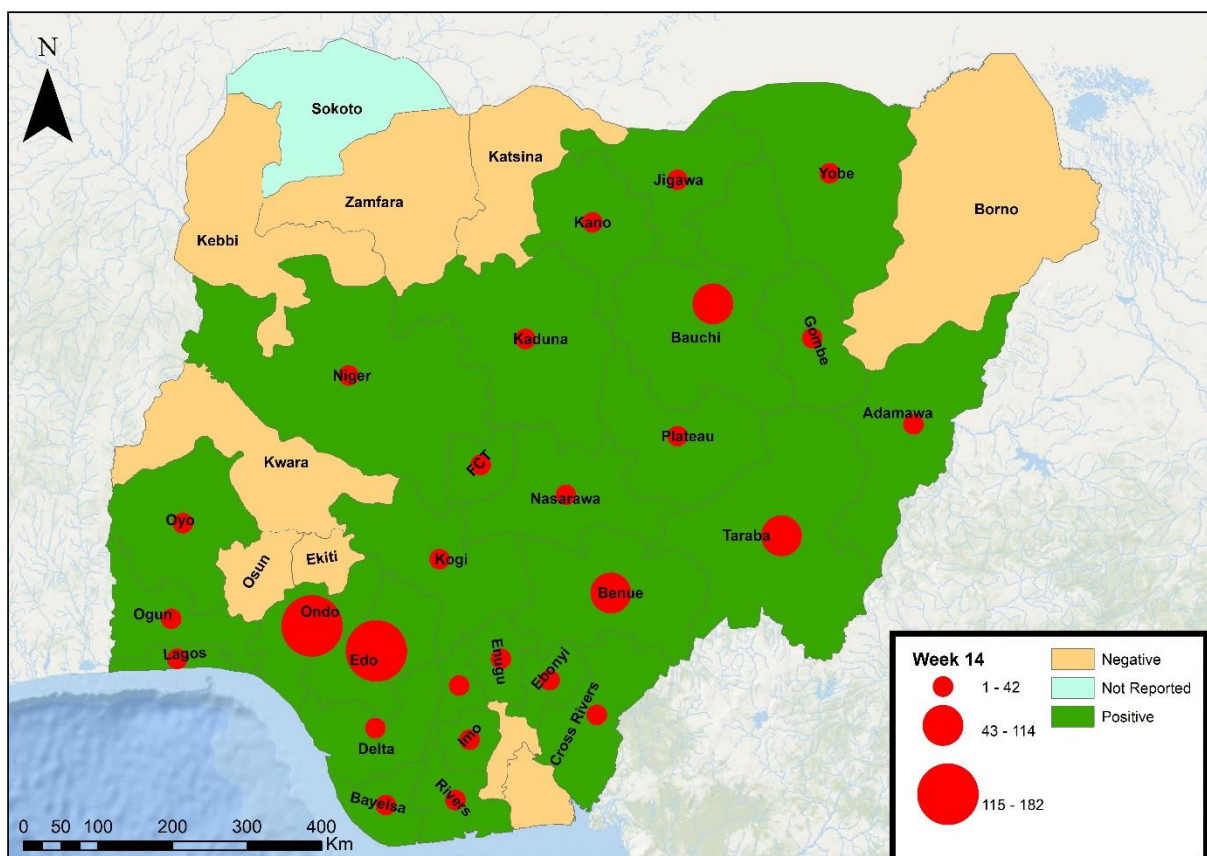 N
Sokoto
Katsina
Jigawa
Yobe
Zamfara
Borno
Kano
Kebbi
Kaduna
Bauchi
Gombe
Niger
Adamawa
Plateau
FCT
Kwara
Nasarawa
Oyo
Taraba
Osun
Ekiti
Kogi
Benue
Ogun
Ondo
Lagos
Edo
Enugu
Ebonyi
Cross Rivers
Delta
Imo
Bayelsa
Rivers
0 50 100 200 300 400
Km
Week 14
1 - 42
43 - 114
115 - 182
Negative
Not Reported
Positive